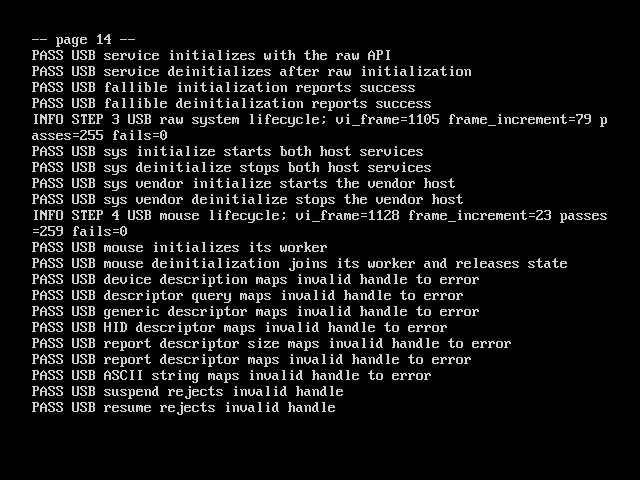 -- page 14 --
PASS USB service initializes with the raw API
PASS USB service deinitializes after raw initialization
PASS USB fallible initialization reports success
PASS USB fallible deinitialization reports success
INFO STEP 3 USB raw system lifecycle; vi_frame=1105 frame_increment=79 p
asses=255 fails=0
PASS USB sys initialize starts both host services
PASS USB sys deinitialize stops both host services
PASS USB sys vendor initialize starts the vendor host
PASS USB sys vendor deinitialize stops the vendor host
INFO STEP 4 USB mouse lifecycle; vi_frame=1128 frame_increment=23 passes
=259 fails=0
PASS USB mouse initializes its worker
PASS USB mouse deinitialization joins its worker and releases state
PASS USB device description maps invalid handle to error
PASS USB descriptor query maps invalid handle to error
PASS USB generic descriptor maps invalid handle to error
PASS USB HID descriptor maps invalid handle to error
PASS USB report descriptor size maps invalid handle to error
PASS USB report descriptor maps invalid handle to error
PASS USB ASCII string maps invalid handle to error
PASS USB suspend rejects invalid handle
PASS USB resume rejects invalid handle